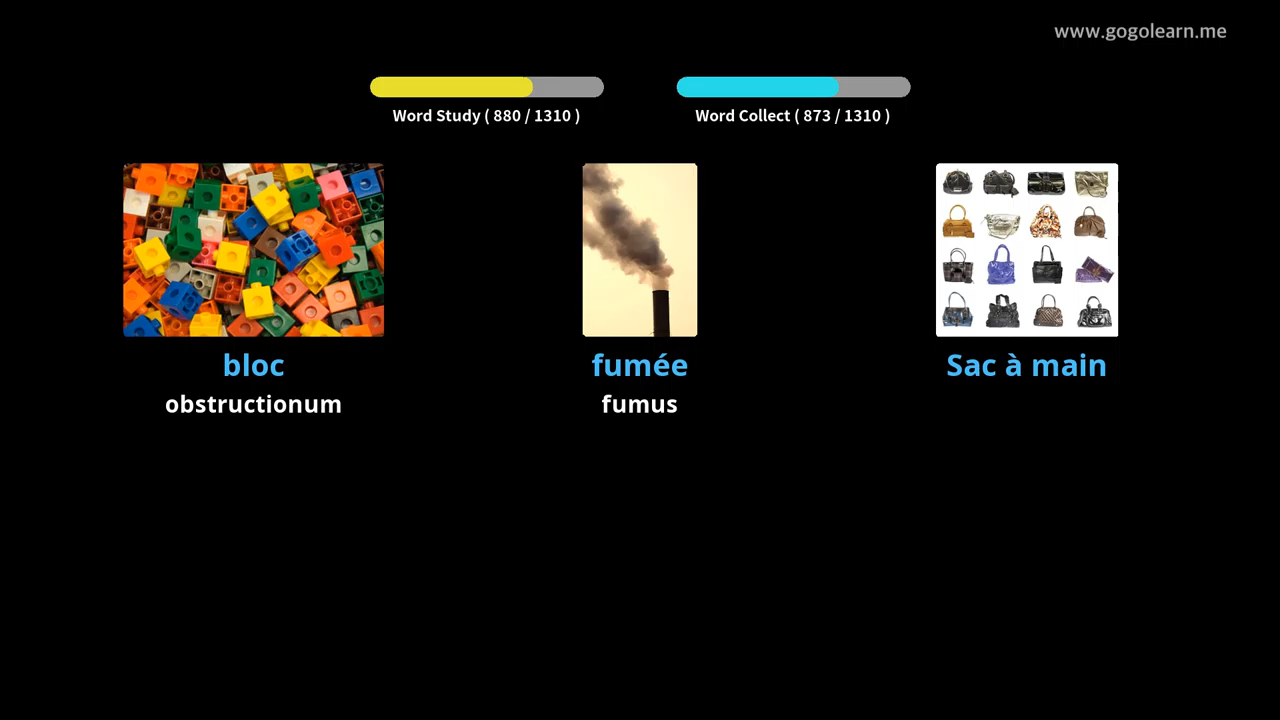 www.gogolearn.me
Word Study ( 880 / 1310 )
Word Collect ( 873 / 1310 )
bloc
obstructionum
fumée
fumus
Sac à main